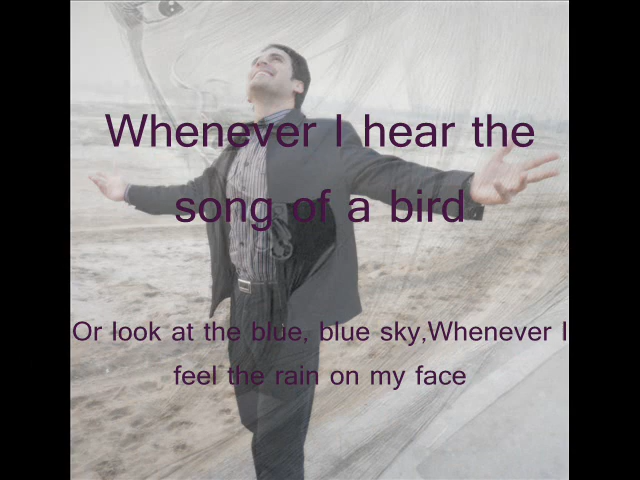 Whenever I hear the
song of a bird
Or look at the blue, blue sky,Whenever I
feel the rain on my face